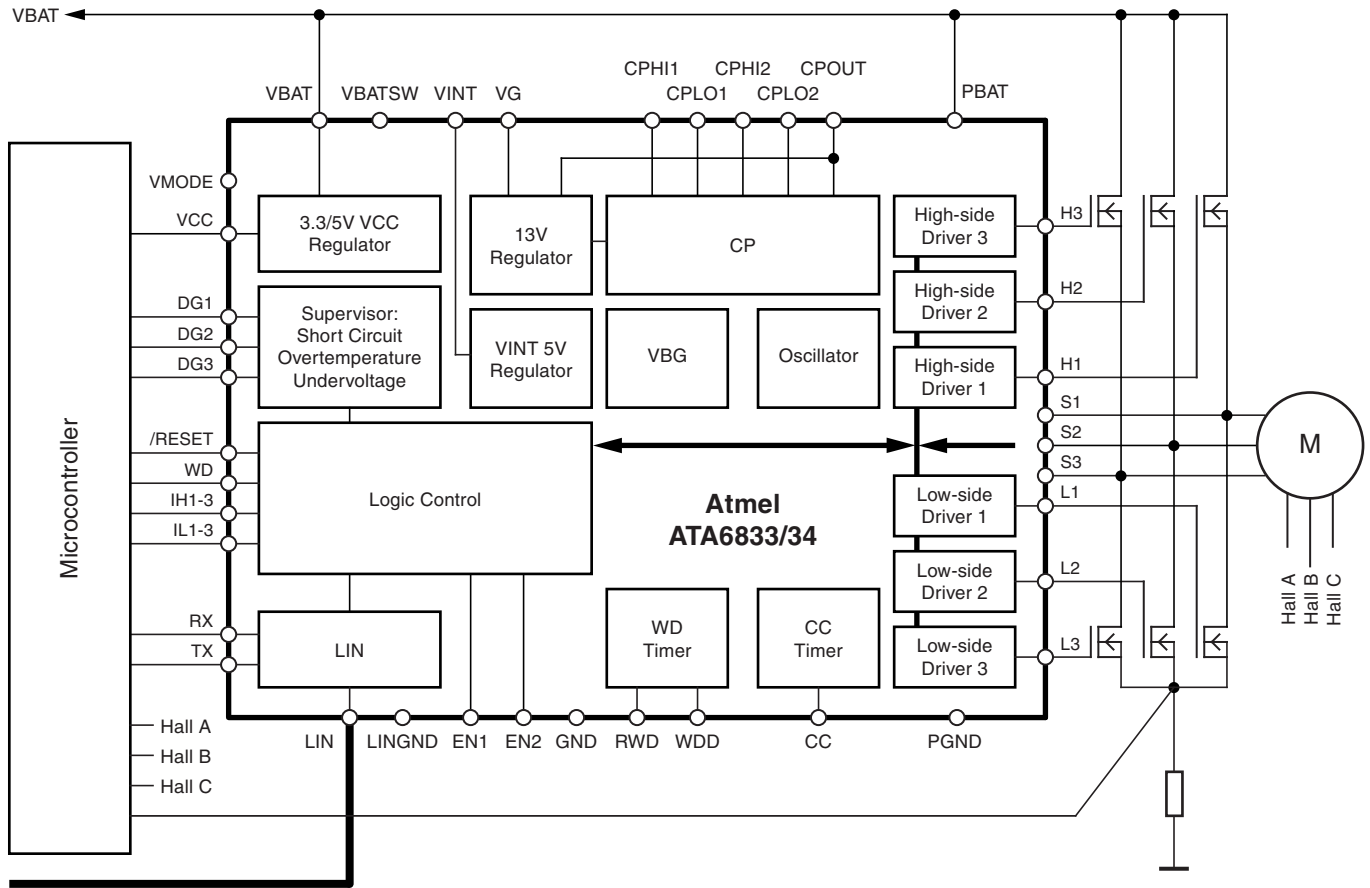 VBAT
CPHI1
CPHI2
CPOUT
VBAT
VBATSW
VINT
VG
CPLO1
CPLO2
PBAT
VMODE
VCC
3.3/5V VCC
Regulator
13V
Regulator
CP
High-side
Driver 3
H3
High-side
Driver 2
H2
DG1
DG2
DG3
Supervisor:
Short Circuit
Overtemperature
Undervoltage
VINT 5V
Regulator
VBG
Oscillator
High-side
Driver 1
H1
S1
S2
S3
M
Microcontroller
/RESET
WD
IH1-3
IL1-3
Logic Control
Atmel
ATA6833/34
Low-side
Driver 1
L1
Low-side
Driver 2
L2
Hall A
Hall B
Hall C
RX
TX
LIN
WD
Timer
CC
Timer
Low-side
Driver 3
L3
Hall A
Hall B
Hall C
LIN
LINGND
EN1
EN2
GND
RWD
WDD
CC
PGND